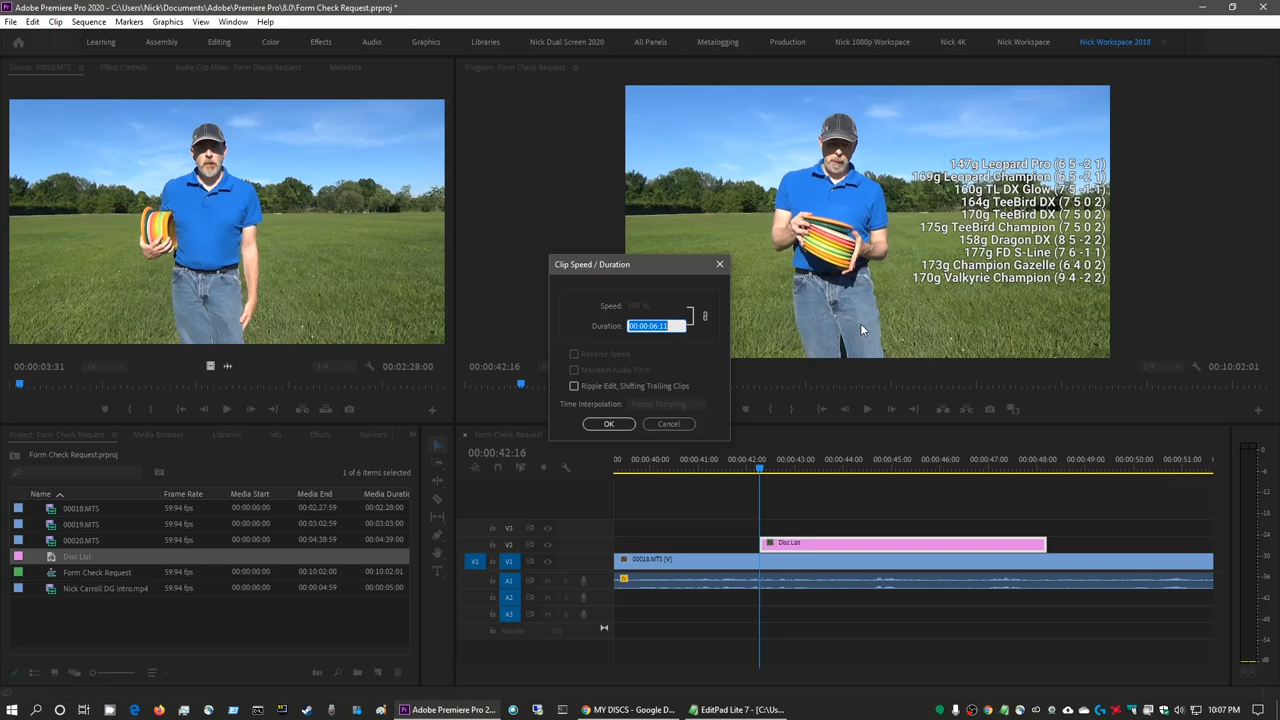 Adobe Premiere Pro 2020 - C:\Users\Nick\Documents\Adobe\Premiere Pro\8.0\Form Check Request.prproj *
File Edit Clip Sequence Markers Graphics View Window Help
Learning Assembly Editing Color Effects Audio Graphics Libraries Nick Dual Screen 2020 All Panels Metalogging Production Nick 1080p Workspace Nick 4K Nick Workspace Nick Workspace 2018
Source: 00018.MTS Effect Controls Audio Clip Mixer: Form Check Request Metadata
Program: Form Check Request
147g Leopard Pro (6 5 -2 1)
169g Leopard Champion (6.5 -2 1)
160g TL DX Glow (7 5 -1 1)
164g TeeBird DX (7 5 0 2)
170g TeeBird DX (7 5 0 2)
175g TeeBird Champion (7 5 0 2)
158g Dragon DX (8 5 -2 2)
177g FD S-Line (7 6 -1 1)
173g Champion Gazelle (6 4 0 2)
170g Valkyrie Champion (9 4 -2 2)
Clip Speed / Duration
Speed: 100 %
Duration: 00:00:06:11
Reverse Speed
Maintain Audio Pitch
Ripple Edit, Shifting Trailing Clips
Time Interpolation: Frame Sampling
OK Cancel
00:00:03:31 1/4 00:02:28:00
00:00:42:16 1/4 00:10:02:01
Project: Form Check Request Media Browser Libraries Info Effects Markers
Form Check Request.prproj
1 of 6 items selected
Name Frame Rate Media Start Media End Media Duratic
00018.MTS 59.94 fps 00:00:00:00 00:02:27:59 00:02:28:00
00019.MTS 59.94 fps 00:00:00:00 00:03:02:59 00:03:03:00
00020.MTS 59.94 fps 00:00:00:00 00:04:38:59 00:04:39:00
Disc List
Form Check Request 59.94 fps 00:00:00:00 00:10:02:00 00:10:02:01
Nick Carroll DG intro.mp4 59.94 fps 00:00:00:00 00:00:04:59 00:00:05:00
Form Check Request
00:00:42:16
00 00:00:40:00 00:00:41:00 00:00:42:00 00:00:43:00 00:00:44:00 00:00:45:00 00:00:46:00 00:00:47:00 00:00:48:00 00:00:49:00 00:00:50:00 00:00:51:00
V3
V2 Disc List
V1 V1 00018.MTS [V]
A1 M S
A2 M S
A3 M S
Master 0.0
0
-6
-12
-18
-24
-30
-36
-42
-48
-54
dB
S S
Adobe Premiere Pro 2... MY DISCS - Google D... EditPad Lite 7 - [C:\Us... 10:07 PM